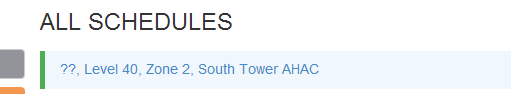 ALL SCHEDULES
??, Level 40, Zone 2, South Tower AHAC